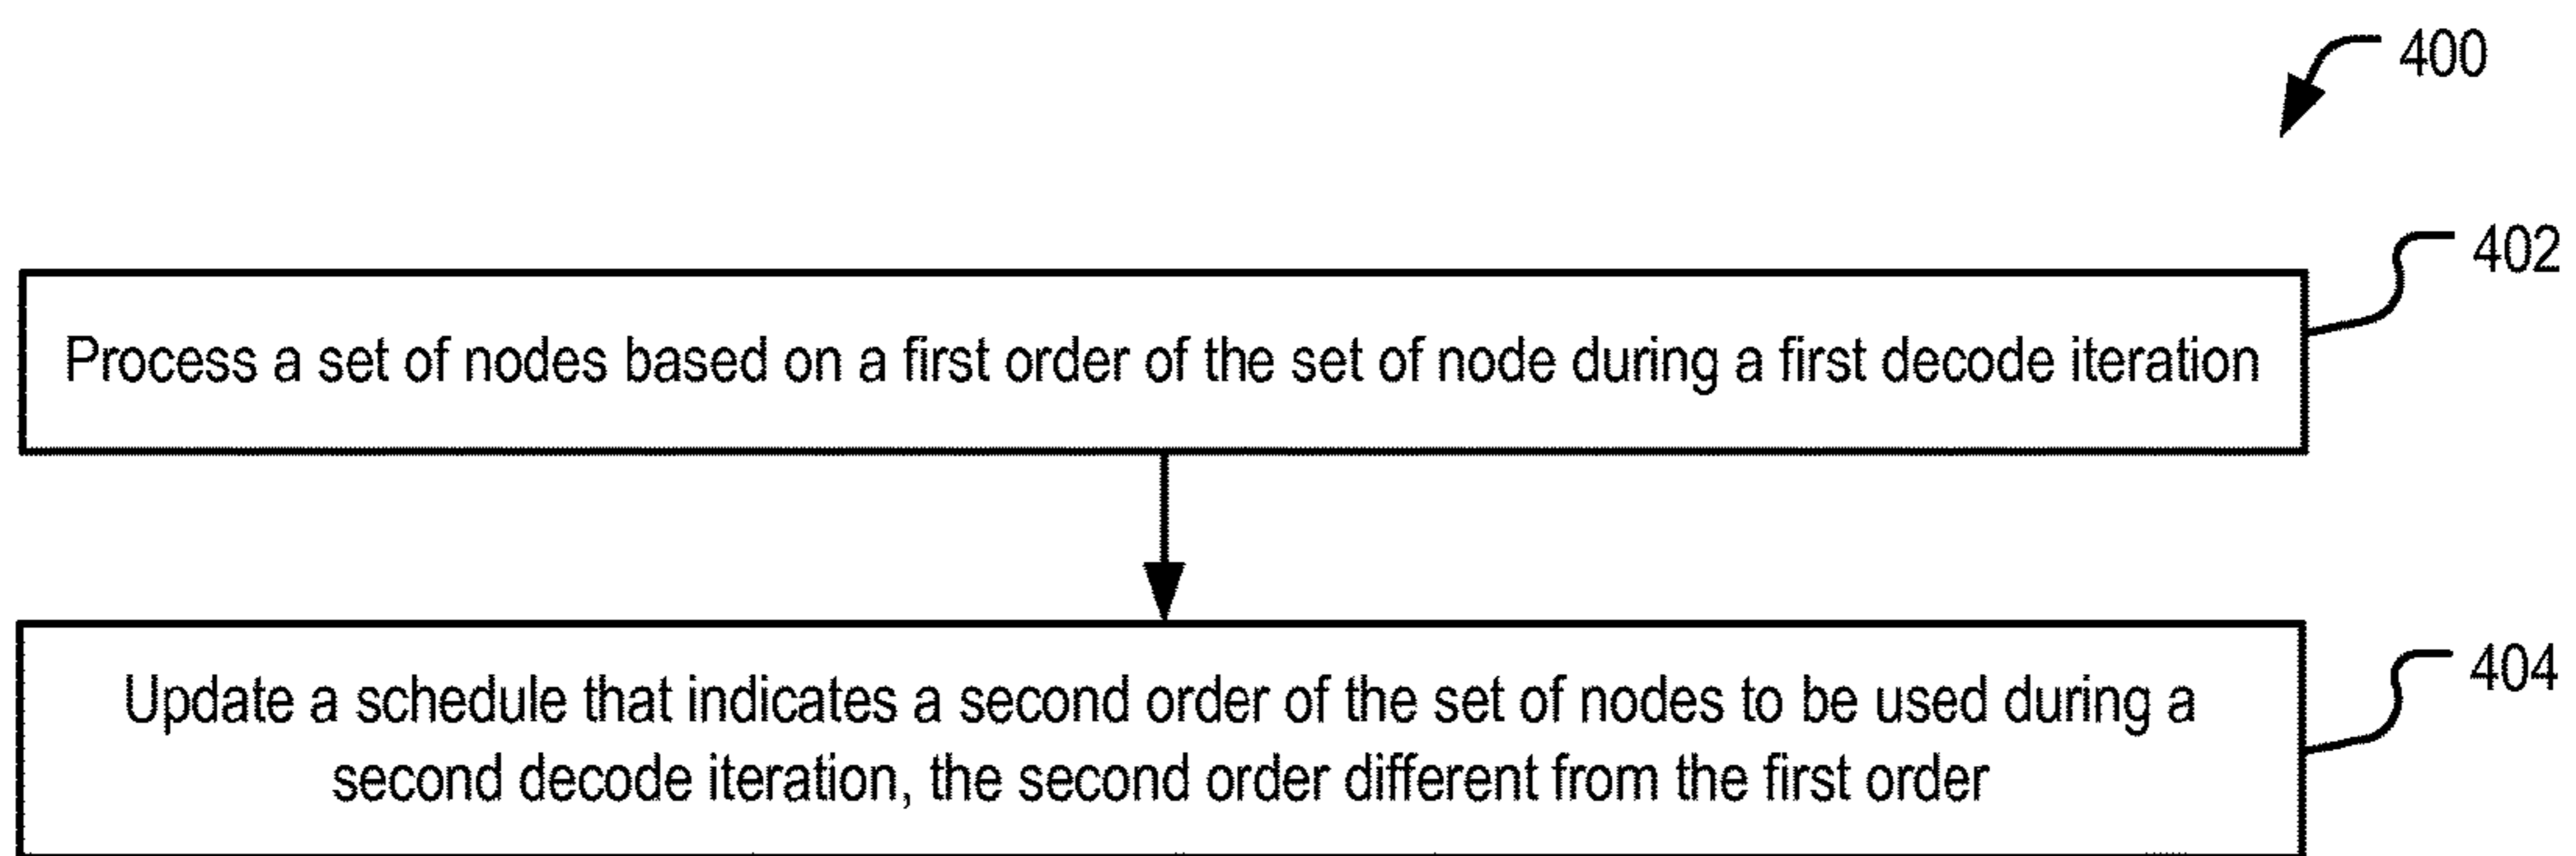 400
402
Process a set of nodes based on a first order of the set of node during a first decode iteration
404
Update a schedule that indicates a second order of the set of nodes to be used during a
second decode iteration, the second order different from the first order